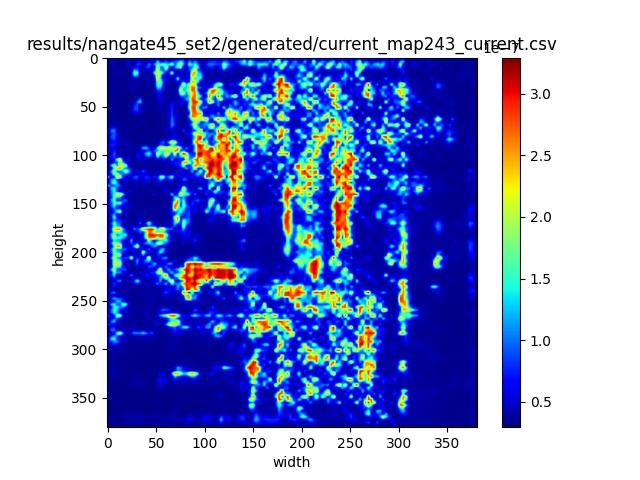 results/nangate45_set2/generated/current_map243_current.csv
1e−7
0
50
100
150
200
250
300
350
height
0 50 100 150 200 250 300 350
width
3.0
2.5
2.0
1.5
1.0
0.5